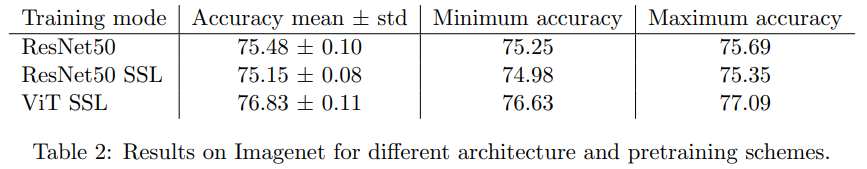 Training mode Accuracy mean ± std Minimum accuracy Maximum accuracy
ResNet50 75.48 ± 0.10 75.25 75.69
ResNet50 SSL 75.15 ± 0.08 74.98 75.35
ViT SSL 76.83 ± 0.11 76.63 77.09
Table 2: Results on Imagenet for different architecture and pretraining schemes.